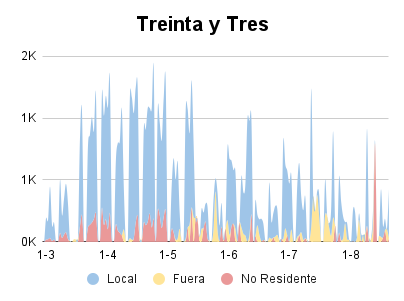 Treinta y Tres
2K
1K
1K
0K
1-3 1-4 1-5 1-6 1-7 1-8
Local Fuera No Residente